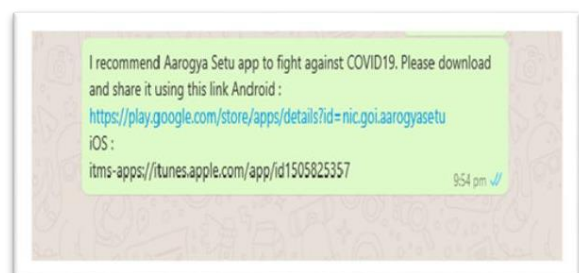 I recommend Aarogya Setu app to fight against COVID19. Please download
and share it using this link Android :
https://play.google.com/store/apps/details?id=nic.goi.aarogyasetu
iOS :
itms-apps://itunes.apple.com/app/id1505825357
9:54 pm